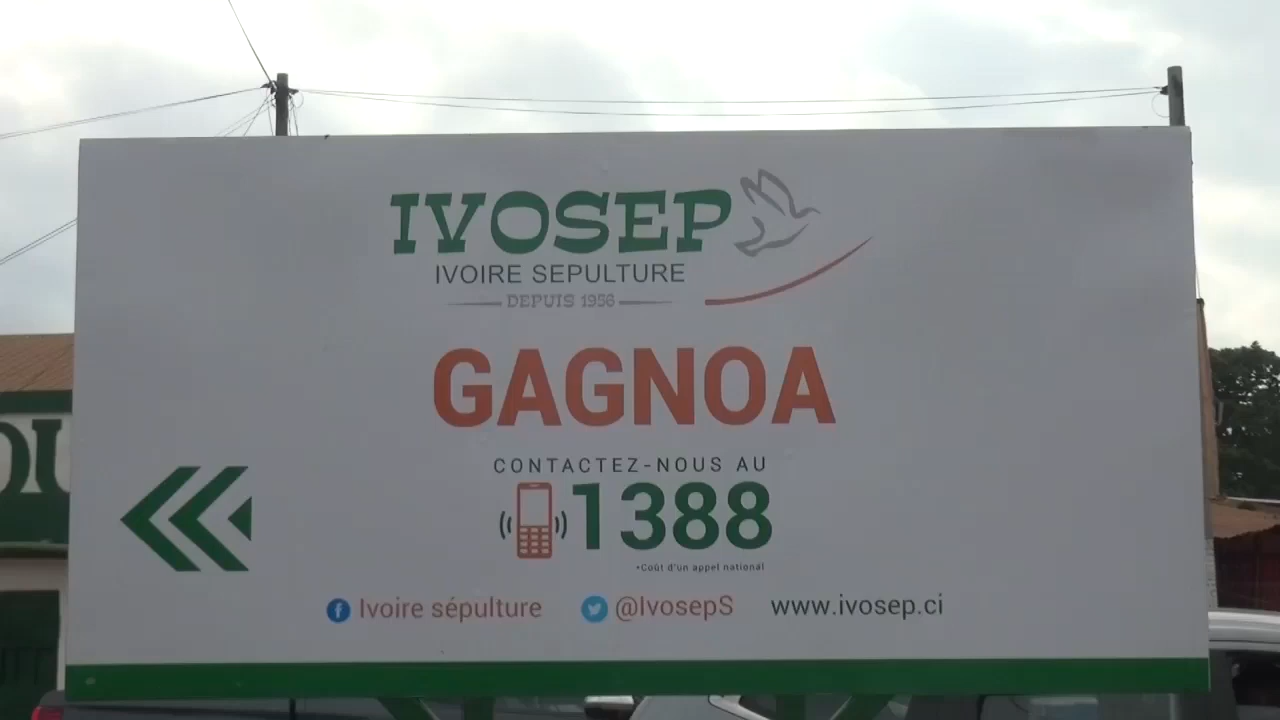 IVOSEP
IVOIRE SEPULTURE
DEPUIS 1956
GAGNOA
CONTACTEZ-NOUS AU
1388
•Coût d'un appel national
Ivoire sépulture @IvosepS www.ivosep.ci